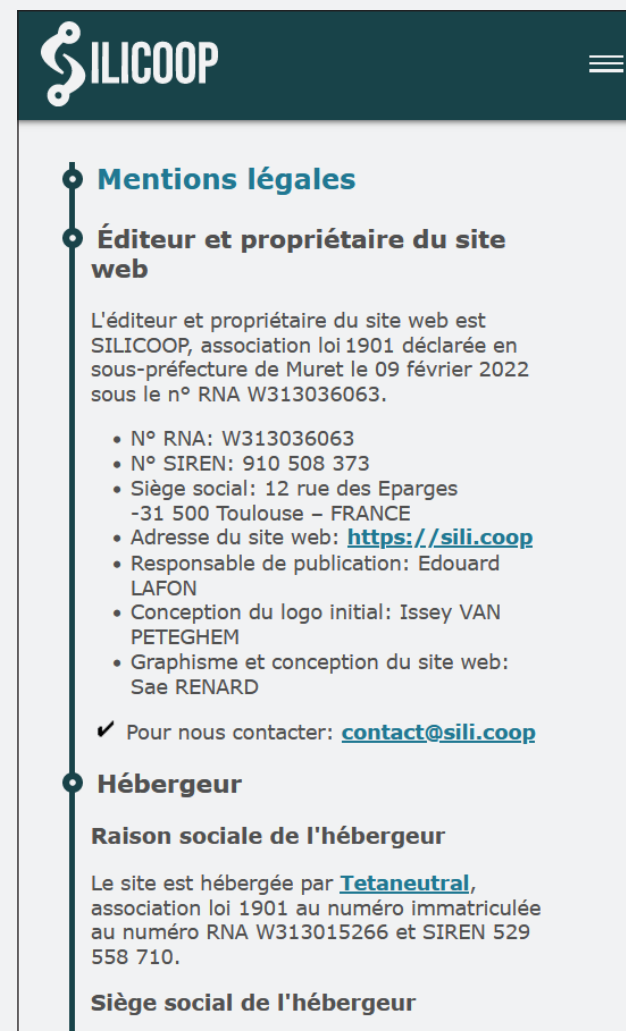 SILICOOP
Mentions légales
Éditeur et propriétaire du site
web
L'éditeur et propriétaire du site web est
SILICOOP, association loi 1901 déclarée en
sous-préfecture de Muret le 09 février 2022
sous le nº RNA W313036063.
• Nº RNA: W313036063
• Nº SIREN: 910 508 373
• Siège social: 12 rue des Eparges
-31 500 Toulouse – FRANCE
• Adresse du site web: https://sili.coop
• Responsable de publication: Edouard
LAFON
• Conception du logo initial: Issey VAN
PETEGHEM
• Graphisme et conception du site web:
Sae RENARD
✔ Pour nous contacter: contact@sili.coop
Hébergeur
Raison sociale de l'hébergeur
Le site est hébergée par Tetaneutral,
association loi 1901 au numéro immatriculée
au numéro RNA W313015266 et SIREN 529
558 710.
Siège social de l'hébergeur